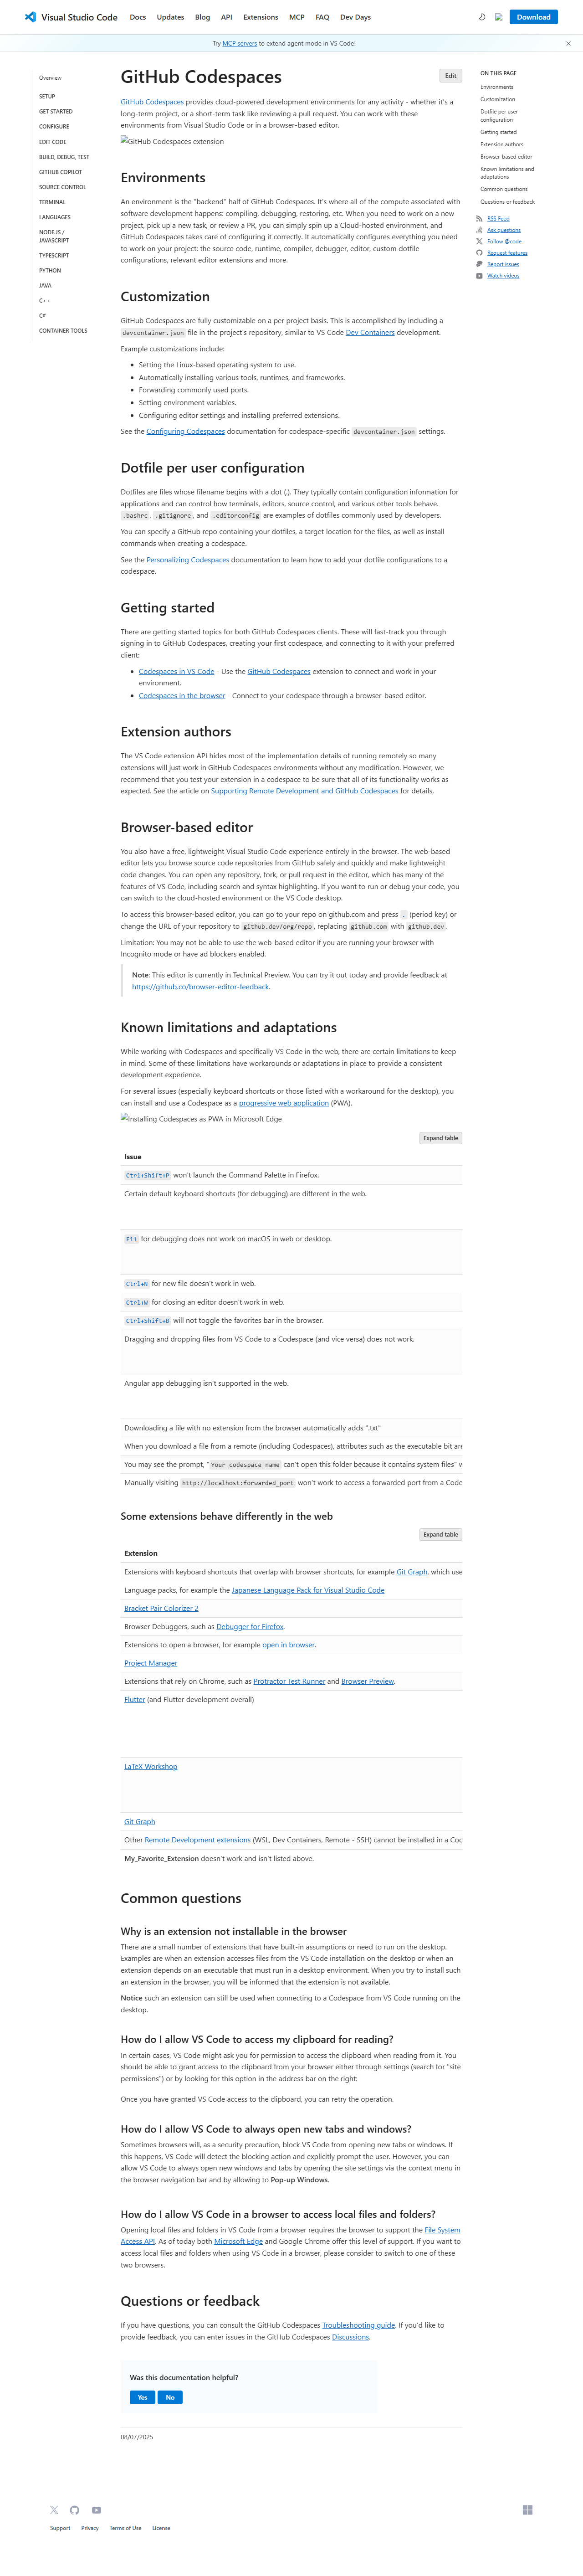 Visual Studio Code
Docs Updates Blog API Extensions MCP FAQ Dev Days
Download
Try MCP servers to extend agent mode in VS Code!
Overview
SETUP
GET STARTED
CONFIGURE
EDIT CODE
BUILD, DEBUG, TEST
GITHUB COPILOT
SOURCE CONTROL
TERMINAL
LANGUAGES
NODE.JS /
JAVASCRIPT
TYPESCRIPT
PYTHON
JAVA
C++
C#
CONTAINER TOOLS
GitHub Codespaces
Edit
GitHub Codespaces provides cloud-powered development environments for any activity - whether it's a
long-term project, or a short-term task like reviewing a pull request. You can work with these
environments from Visual Studio Code or in a browser-based editor.
GitHub Codespaces extension
Environments
An environment is the "backend" half of GitHub Codespaces. It's where all of the compute associated
with software development happens: compiling, debugging, restoring, etc. When you need to work on a new
project, pick up a new task, or review a PR, you can simply spin up a Cloud-hosted environment, and
GitHub Codespaces takes care of configuring it correctly. It automatically configures everything you need
to work on your project: the source code, runtime, compiler, debugger, editor, custom dotfile
configurations, relevant editor extensions and more.
Customization
GitHub Codespaces are fully customizable on a per project basis. This is accomplished by including a
devcontainer.json file in the project's repository, similar to VS Code Dev Containers development.
Example customizations include:
Setting the Linux-based operating system to use.
Automatically installing various tools, runtimes, and frameworks.
Forwarding commonly used ports.
Setting environment variables.
Configuring editor settings and installing preferred extensions.
See the Configuring Codespaces documentation for codespace-specific devcontainer.json settings.
Dotfile per user configuration
Dotfiles are files whose filename begins with a dot (.). They typically contain configuration information for
applications and can control how terminals, editors, source control, and various other tools behave.
.bashrc, .gitignore, and .editorconfig are examples of dotfiles commonly used by developers.
You can specify a GitHub repo containing your dotfiles, a target location for the files, as well as install
commands when creating a codespace.
See the Personalizing Codespaces documentation to learn how to add your dotfile configurations to a
codespace.
Getting started
There are getting started topics for both GitHub Codespaces clients. These will fast-track you through
signing in to GitHub Codespaces, creating your first codespace, and connecting to it with your preferred
client:
Codespaces in VS Code - Use the GitHub Codespaces extension to connect and work in your
environment.
Codespaces in the browser - Connect to your codespace through a browser-based editor.
Extension authors
The VS Code extension API hides most of the implementation details of running remotely so many
extensions will just work in GitHub Codespaces environments without any modification. However, we
recommend that you test your extension in a codespace to be sure that all of its functionality works as
expected. See the article on Supporting Remote Development and GitHub Codespaces for details.
Browser-based editor
You also have a free, lightweight Visual Studio Code experience entirely in the browser. The web-based
editor lets you browse source code repositories from GitHub safely and quickly and make lightweight
code changes. You can open any repository, fork, or pull request in the editor, which has many of the
features of VS Code, including search and syntax highlighting. If you want to run or debug your code, you
can switch to the cloud-hosted environment or the VS Code desktop.
To access this browser-based editor, you can go to your repo on github.com and press . (period key) or
change the URL of your repository to github.dev/org/repo, replacing github.com with github.dev.
Limitation: You may not be able to use the web-based editor if you are running your browser with
Incognito mode or have ad blockers enabled.
Note: This editor is currently in Technical Preview. You can try it out today and provide feedback at
https://github.co/browser-editor-feedback.
Known limitations and adaptations
While working with Codespaces and specifically VS Code in the web, there are certain limitations to keep
in mind. Some of these limitations have workarounds or adaptations in place to provide a consistent
development experience.
For several issues (especially keyboard shortcuts or those listed with a workaround for the desktop), you
can install and use a Codespace as a progressive web application (PWA).
Installing Codespaces as PWA in Microsoft Edge
Expand table
Issue
Ctrl+Shift+P won't launch the Command Palette in Firefox.
Certain default keyboard shortcuts (for debugging) are different in the web.
F11 for debugging does not work on macOS in web or desktop.
Ctrl+N for new file doesn't work in web.
Ctrl+W for closing an editor doesn't work in web.
Ctrl+Shift+B will not toggle the favorites bar in the browser.
Dragging and dropping files from VS Code to a Codespace (and vice versa) does not work.
Angular app debugging isn't supported in the web.
Downloading a file with no extension from the browser automatically adds ".txt"
When you download a file from a remote (including Codespaces), attributes such as the executable bit are
You may see the prompt, "Your_codespace_name can't open this folder because it contains system files" w
Manually visiting http://localhost:forwarded_port won't work to access a forwarded port from a Code
Some extensions behave differently in the web
Expand table
Extension
Extensions with keyboard shortcuts that overlap with browser shortcuts, for example Git Graph, which use
Language packs, for example the Japanese Language Pack for Visual Studio Code
Bracket Pair Colorizer 2
Browser Debuggers, such as Debugger for Firefox.
Extensions to open a browser, for example open in browser.
Project Manager
Extensions that rely on Chrome, such as Protractor Test Runner and Browser Preview.
Flutter (and Flutter development overall)
LaTeX Workshop
Git Graph
Other Remote Development extensions (WSL, Dev Containers, Remote - SSH) cannot be installed in a Coc
My_Favorite_Extension doesn't work and isn't listed above.
Common questions
Why is an extension not installable in the browser
There are a small number of extensions that have built-in assumptions or need to run on the desktop.
Examples are when an extension accesses files from the VS Code installation on the desktop or when an
extension depends on an executable that must run in a desktop environment. When you try to install such
an extension in the browser, you will be informed that the extension is not available.
Notice such an extension can still be used when connecting to a Codespace from VS Code running on the
desktop.
How do I allow VS Code to access my clipboard for reading?
In certain cases, VS Code might ask you for permission to access the clipboard when reading from it. You
should be able to grant access to the clipboard from your browser either through settings (search for "site
permissions") or by looking for this option in the address bar on the right:
Once you have granted VS Code access to the clipboard, you can retry the operation.
How do I allow VS Code to always open new tabs and windows?
Sometimes browsers will, as a security precaution, block VS Code from opening new tabs or windows. If
this happens, VS Code will detect the blocking action and explicitly prompt the user. However, you can
allow VS Code to always open new windows and tabs by opening the site settings via the context menu in
the browser navigation bar and by allowing to Pop-up Windows.
How do I allow VS Code in a browser to access local files and folders?
Opening local files and folders in VS Code from a browser requires the browser to support the File System
Access API. As of today both Microsoft Edge and Google Chrome offer this level of support. If you want to
access local files and folders when using VS Code in a browser, please consider to switch to one of these
two browsers.
Questions or feedback
If you have questions, you can consult the GitHub Codespaces Troubleshooting guide. If you'd like to
provide feedback, you can enter issues in the GitHub Codespaces Discussions.
Was this documentation helpful?
Yes No
08/07/2025
ON THIS PAGE
Environments
Customization
Dotfile per user
configuration
Getting started
Extension authors
Browser-based editor
Known limitations and
adaptations
Common questions
Questions or feedback
RSS Feed
Ask questions
Follow @code
Request features
Report issues
Watch videos
Support Privacy Terms of Use License